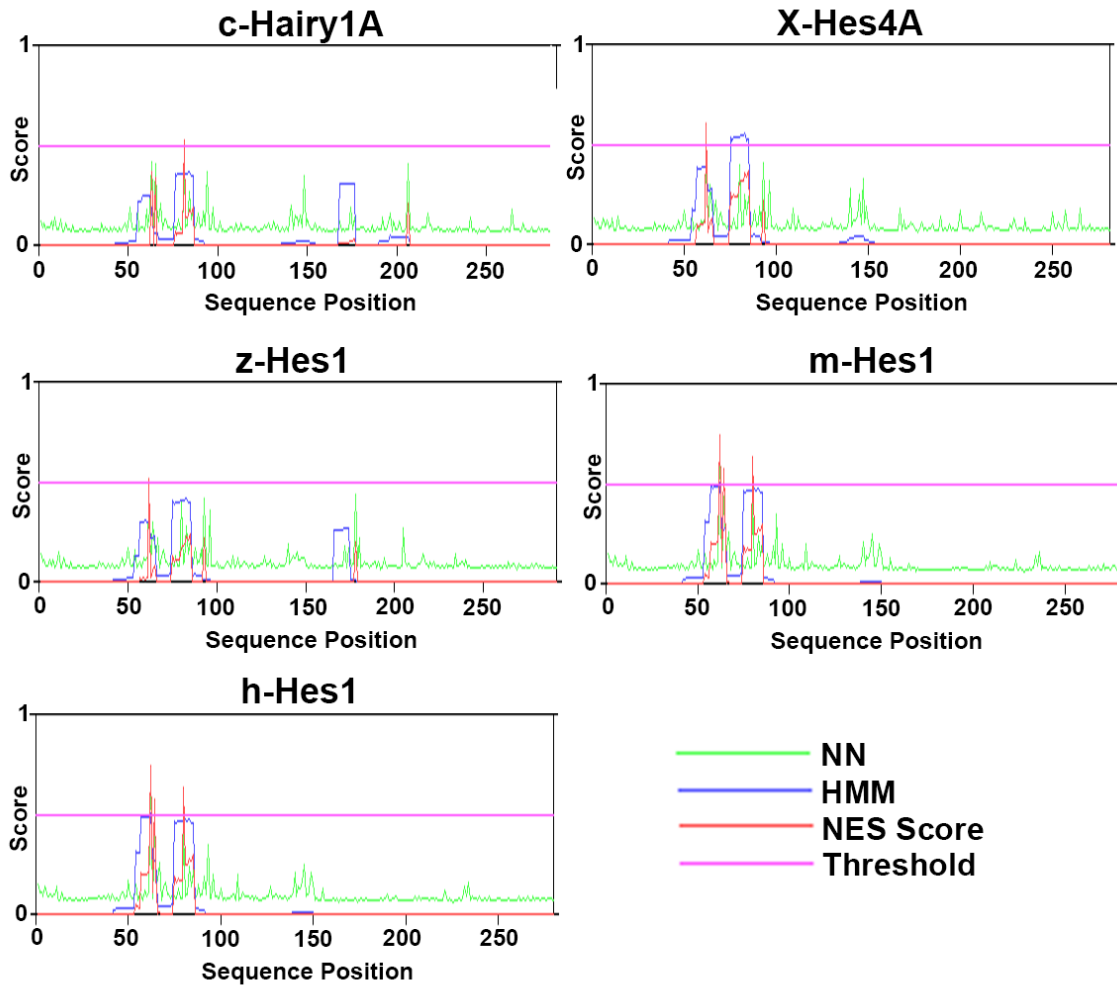 c-Hairy1A
1
Score
0
0 50 100 150 200 250
Sequence Position
X-Hes4A
1
Score
0
0 50 100 150 200 250
Sequence Position
z-Hes1
1
Score
0
0 50 100 150 200 250
Sequence Position
m-Hes1
1
Score
0
0 50 100 150 200 250
Sequence Position
h-Hes1
1
Score
0
0 50 100 150 200 250
Sequence Position
NN
HMM
NES Score
Threshold